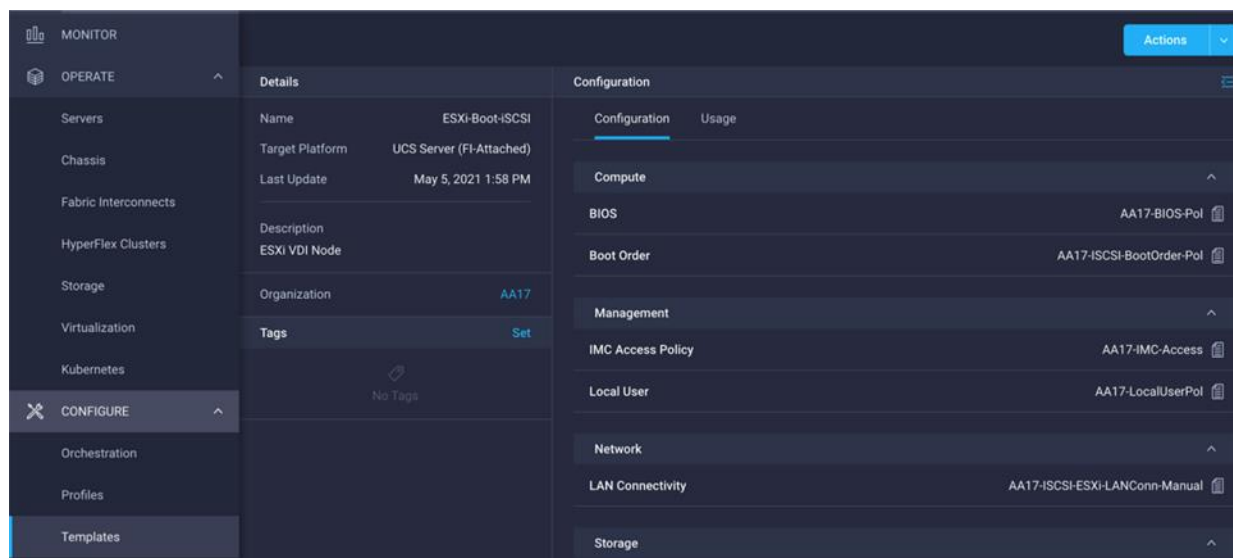 MONITOR
Actions
OPERATE
Details
Configuration
Servers
Name ESXi-Boot-iSCSI
Configuration Usage
Chassis
Target Platform UCS Server (FI-Attached)
Last Update May 5, 2021 1:58 PM
Compute
Fabric Interconnects
BIOS AA17-BIOS-Pol
Description
HyperFlex Clusters
ESXi VDI Node
Boot Order AA17-ISCSI-BootOrder-Pol
Storage
Organization AA17
Management
Virtualization
Tags Set
IMC Access Policy AA17-IMC-Access
Kubernetes
No Tags
Local User AA17-LocalUserPol
CONFIGURE
Network
Orchestration
LAN Connectivity AA17-ISCSI-ESXi-LANConn-Manual
Profiles
Templates
Storage